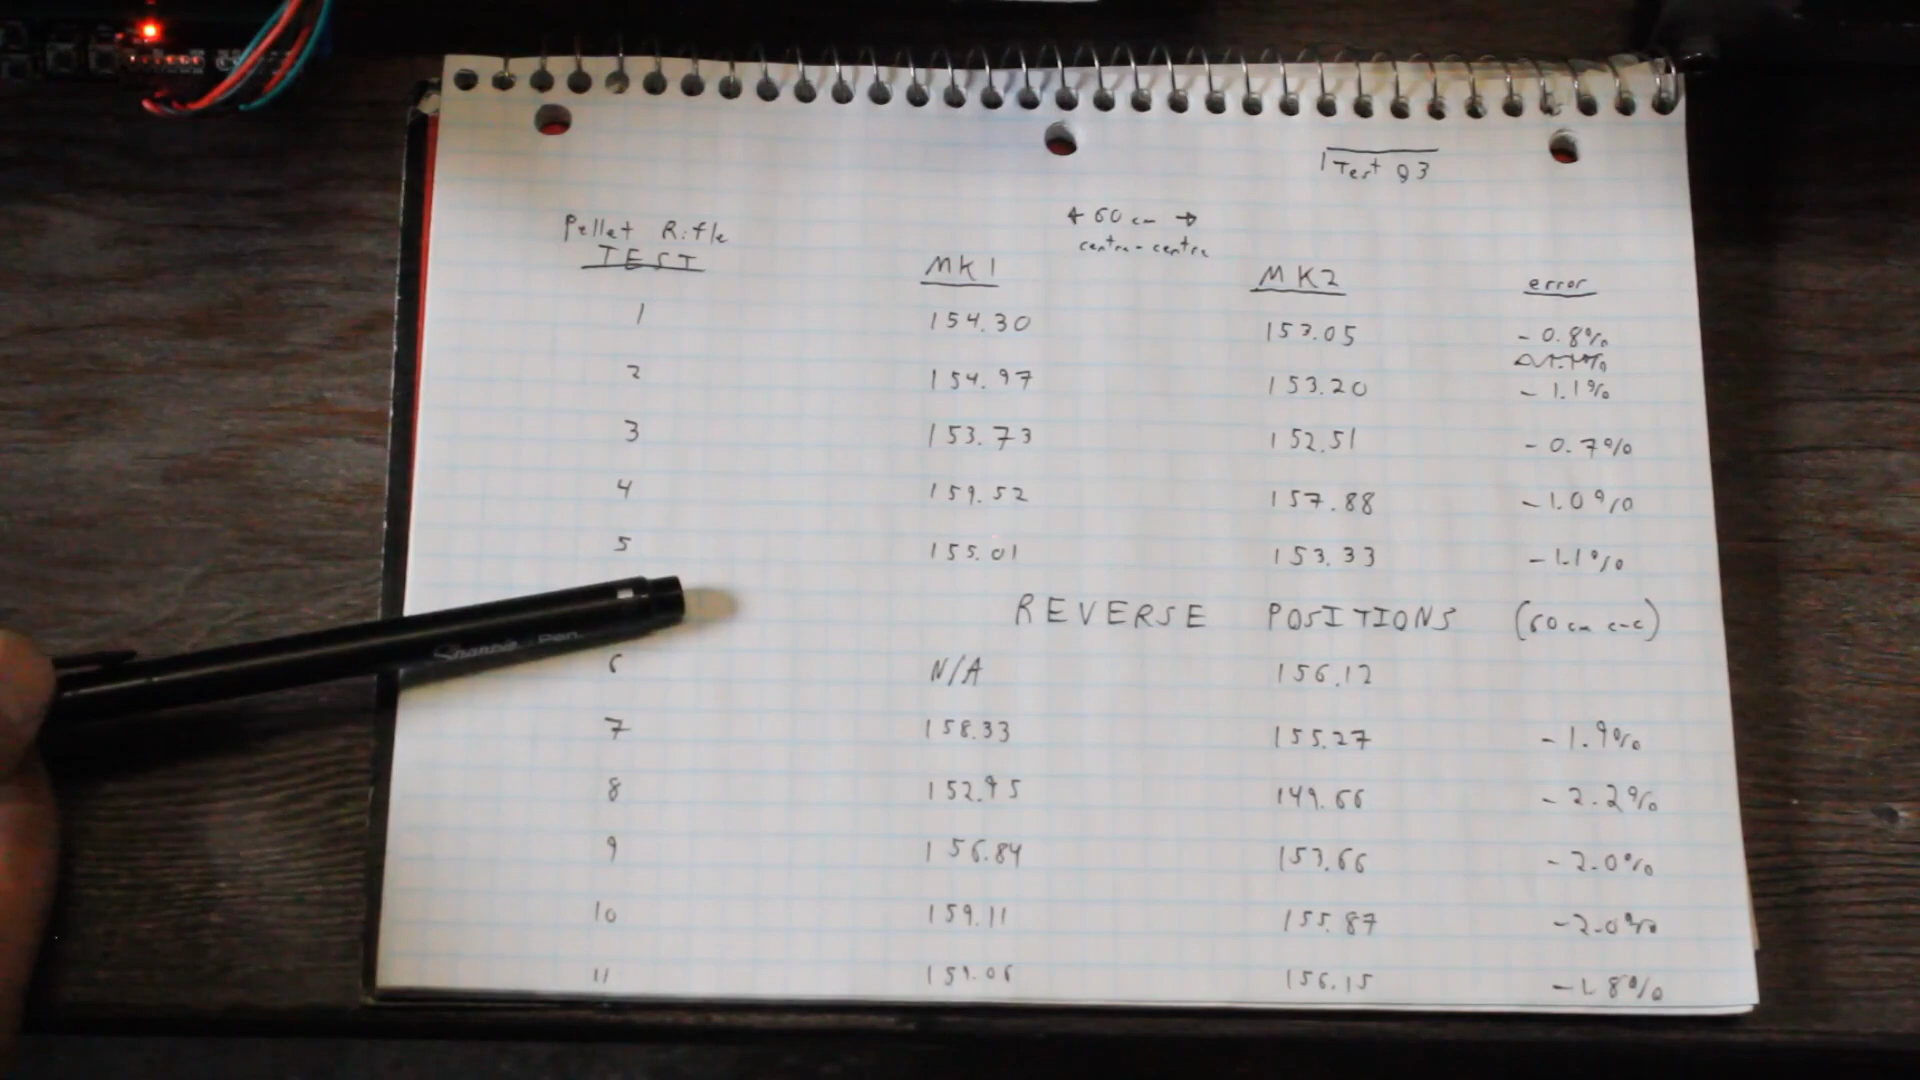 Test 93
← 60 cm →
centre-centre
Pellet Rifle
TEST MK1 MK2 error
1 154.30 153.05 - 0.8%
2 154.97 153.20 - 1.1%
3 153.73 152.51 - 0.7%
4 159.52 157.88 - 1.0%
5 155.01 153.33 - 1.1%
REVERSE POSITIONS (60 cm c-c)
Sharpie Pen.
6 N/A 156.12
7 158.33 155.27 - 1.9%
8 152.95 149.66 - 2.2%
9 156.84 153.66 - 2.0%
10 159.11 155.87 - 2.0%
11 159.06 156.15 - 1.8%